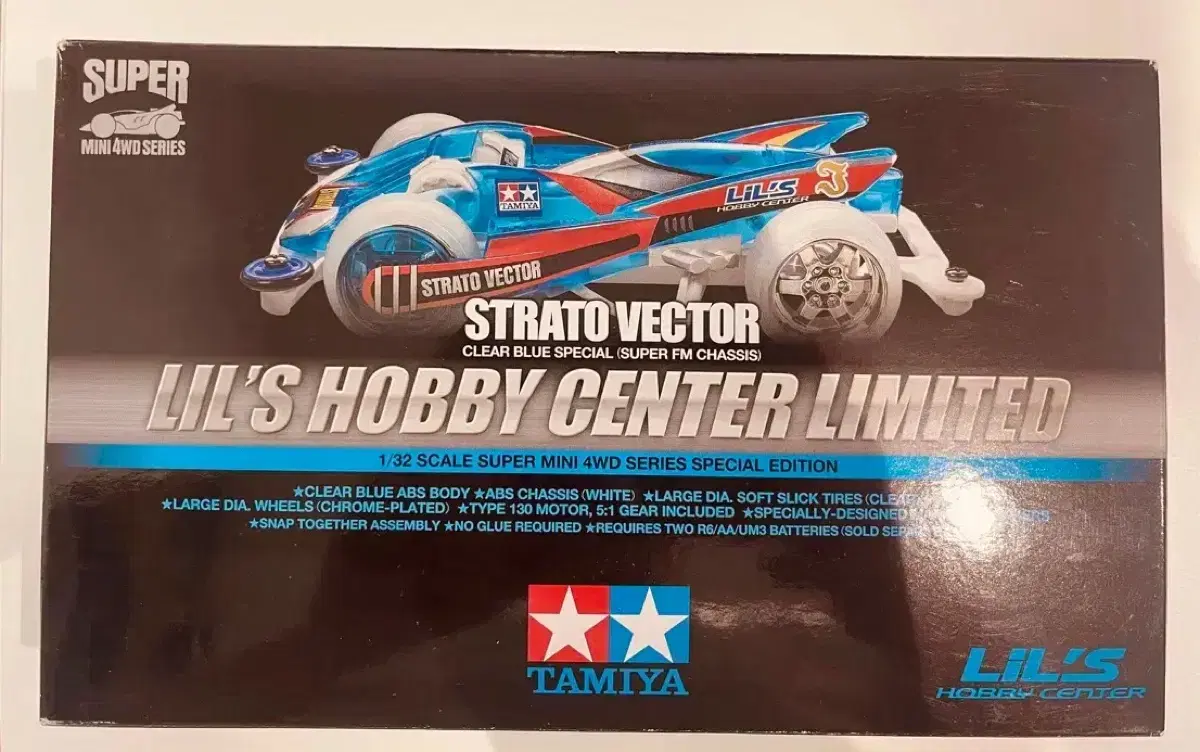 SUPER
MINI 4WD SERIES
TAMIYA
LiL'S
HOBBY CENTER
J
STRATO VECTOR
STRATO VECTOR
CLEAR BLUE SPECIAL (SUPER FM CHASSIS)
LIL'S HOBBY CENTER LIMITED
1/32 SCALE SUPER MINI 4WD SERIES SPECIAL EDITION
★CLEAR BLUE ABS BODY ★ABS CHASSIS (WHITE) ★LARGE DIA. SOFT SLICK TIRES
★LARGE DIA. WHEELS (CHROME-PLATED) ★TYPE 130 MOTOR, 5:1 GEAR INCLUDED ★SPECIALLY-DESIGNED
★SNAP TOGETHER ASSEMBLY ★NO GLUE REQUIRED ★REQUIRES TWO R6/AA/UM3 BATTERIES (SOLD
TAMIYA
LiL'S
HOBBY CENTER